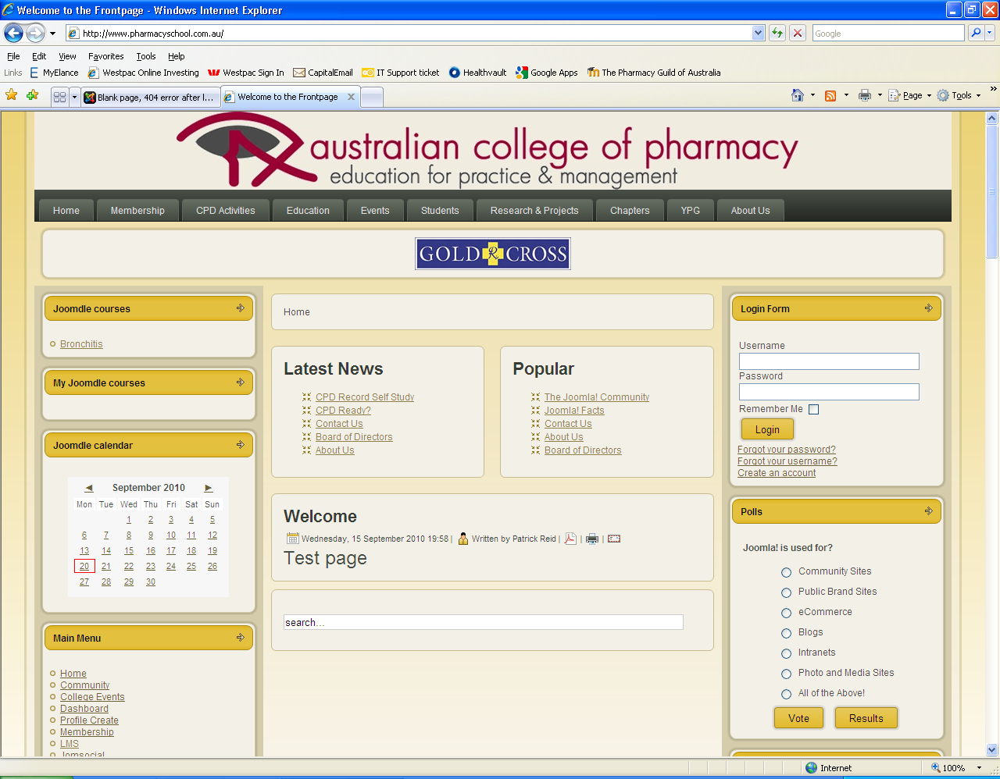 Welcome to the Frontpage - Windows Internet Explorer
http://www.pharmacyschool.com.au/
Google
File Edit View Favorites Tools Help
Links MyElance Westpac Online Investing Westpac Sign In CapitalEmail IT Support ticket Healthvault Google Apps The Pharmacy Guild of Australia
Blank page, 404 error after l... Welcome to the Frontpage Page Tools
australian college of pharmacy
education for practice & management
Home Membership CPD Activities Education Events Students Research & Projects Chapters YPG About Us
GOLD R CROSS
Joomdle courses
Bronchitis
My Joomdle courses
Joomdle calendar
◄ September 2010 ►
Mon Tue Wed Thu Fri Sat Sun
1 2 3 4 5
6 7 8 9 10 11 12
13 14 15 16 17 18 19
20 21 22 23 24 25 26
27 28 29 30
Main Menu
Home
Community
College Events
Dashboard
Profile Create
Membership
LMS
Jomsocial
Home
Latest News
CPD Record Self Study
CPD Ready?
Contact Us
Board of Directors
About Us
Popular
The Joomla! Community
Joomla! Facts
Contact Us
About Us
Board of Directors
Welcome
Wednesday, 15 September 2010 19:58 | Written by Patrick Reid | | |
Test page
search...
Login Form
Username
Password
Remember Me
Login
Forgot your password?
Forgot your username?
Create an account
Polls
Joomla! is used for?
Community Sites
Public Brand Sites
eCommerce
Blogs
Intranets
Photo and Media Sites
All of the Above!
Vote Results
Internet 100%